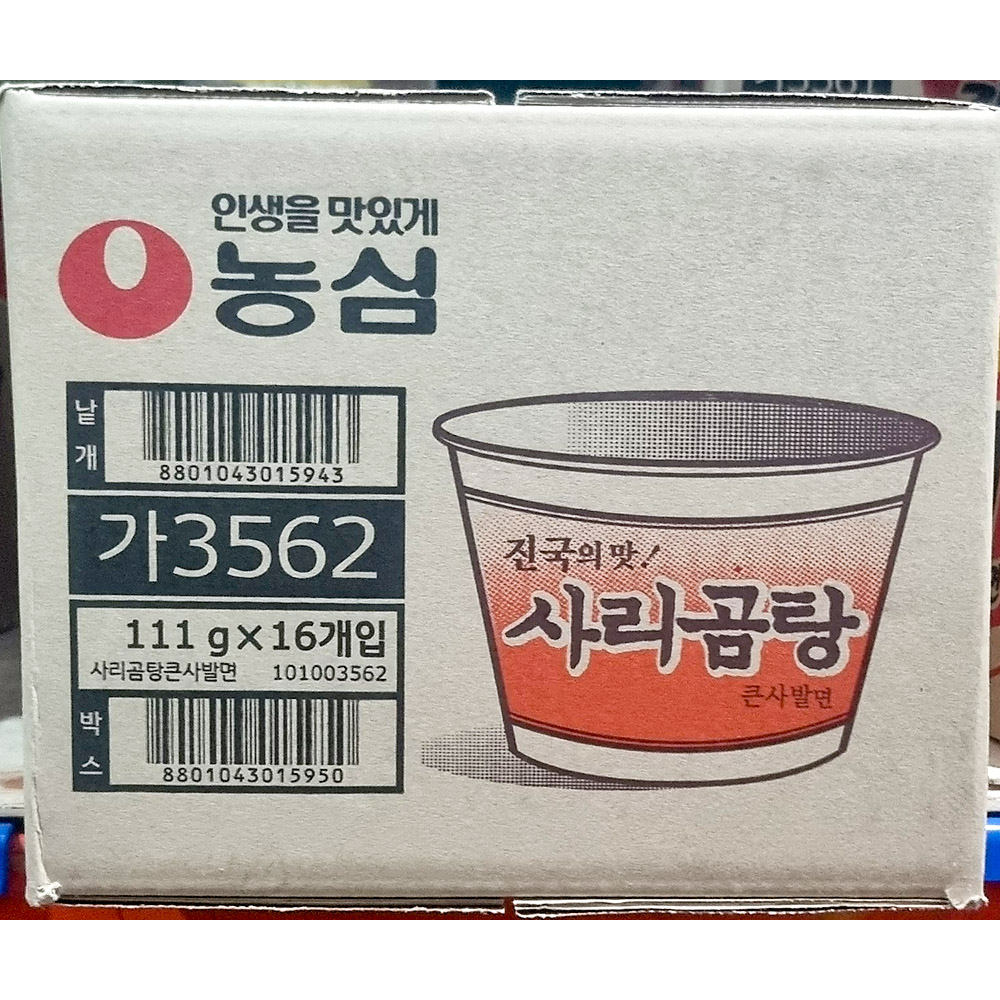 인생을 맛있게
농심
낱개
8801043015943
가3562
111 g×16개입
사리곰탕큰사발면 101003562
박스
8801043015950
진국의맛!
사리곰탕
큰사발면